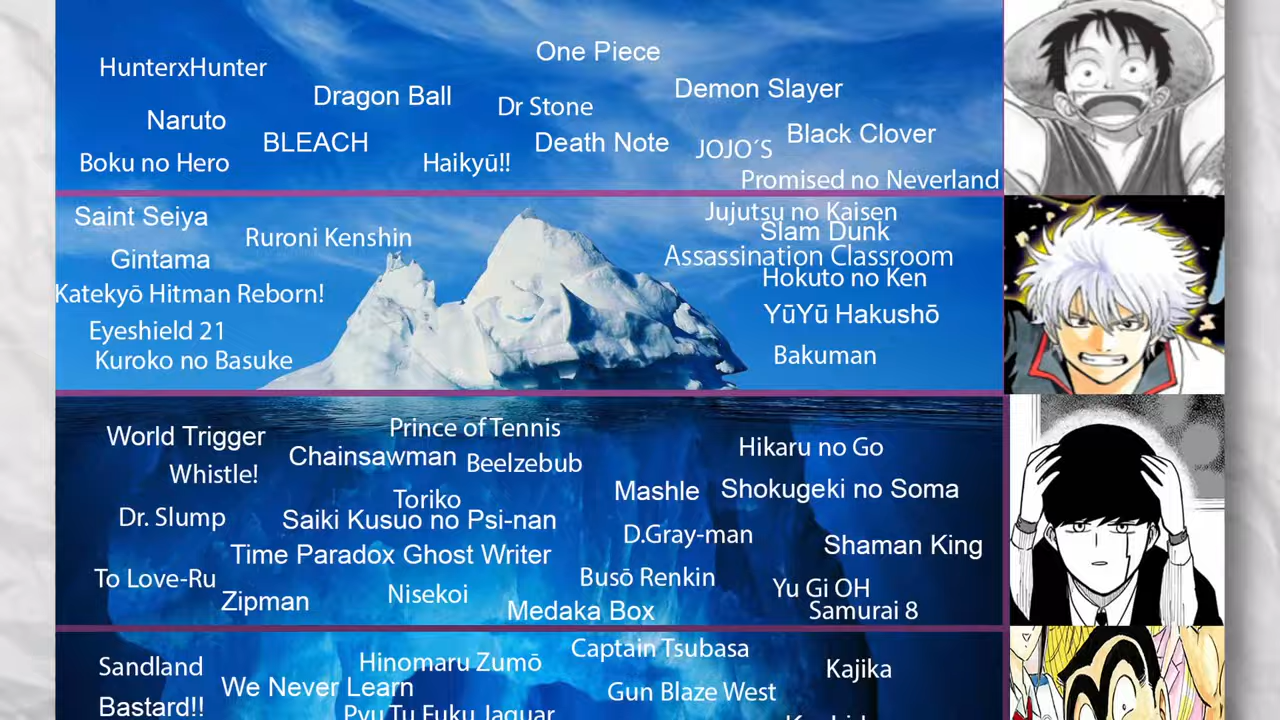 One Piece
HunterxHunter
Demon Slayer
Dragon Ball
Dr Stone
Naruto
Black Clover
BLEACH
Death Note
JOJO´S
Boku no Hero
Haikyū!!
Promised no Neverland
Saint Seiya
Jujutsu no Kaisen
Ruroni Kenshin
Slam Dunk
Gintama
Assassination Classroom
Hokuto no Ken
Katekyō Hitman Reborn!
YūYū Hakushō
Eyeshield 21
Bakuman
Kuroko no Basuke
Prince of Tennis
World Trigger
Hikaru no Go
Chainsawman
Beelzebub
Whistle!
Mashle
Shokugeki no Soma
Toriko
Dr. Slump
Saiki Kusuo no Psi-nan
D.Gray-man
Shaman King
Time Paradox Ghost Writer
To Love-Ru
Busō Renkin
Yu Gi OH
Nisekoi
Zipman
Medaka Box
Samurai 8
Captain Tsubasa
Sandland
Hinomaru Zumō
Kajika
We Never Learn
Gun Blaze West
Bastard!!